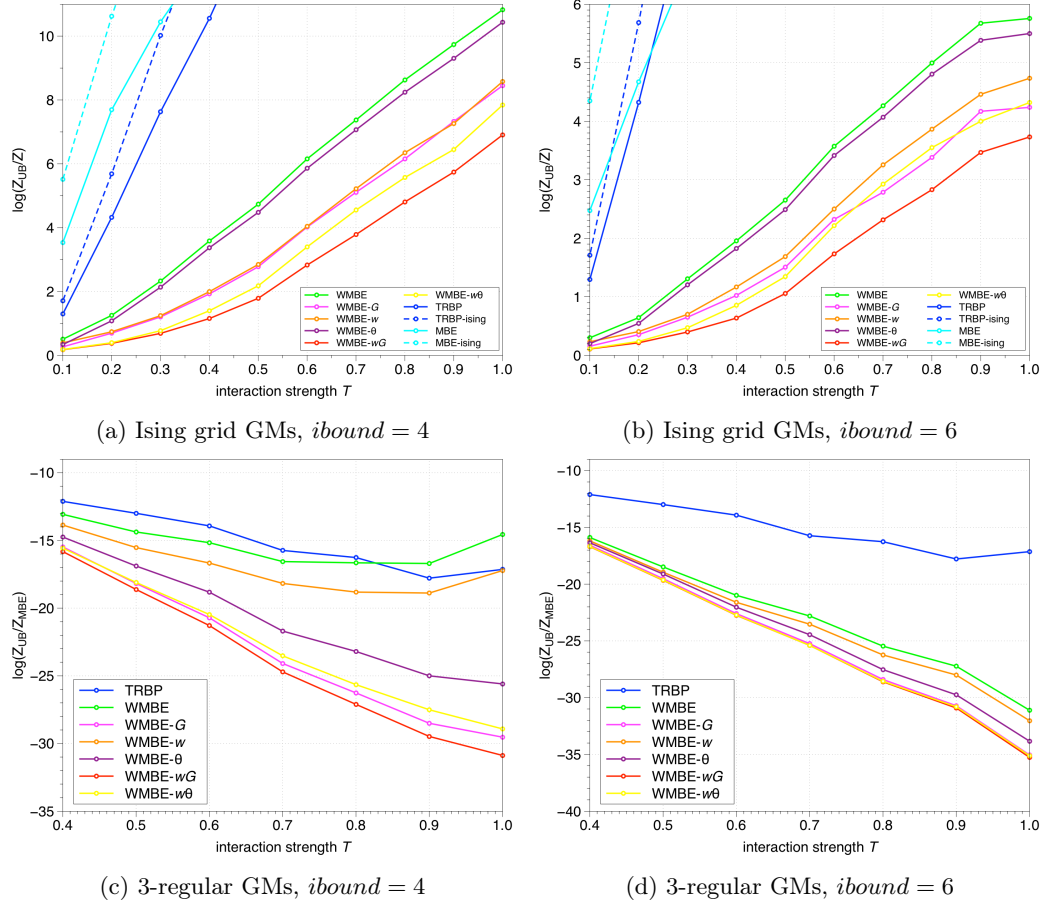 log(Z_UB/Z)
10
8
6
4
2
0
0.1 0.2 0.3 0.4 0.5 0.6 0.7 0.8 0.9 1.0
interaction strength T
WMBE
WMBE-G
WMBE-w
WMBE-θ
WMBE-wG
WMBE-wθ
TRBP
TRBP-ising
MBE
MBE-ising
(a) Ising grid GMs, ibound = 4
log(Z_UB/Z)
6
5
4
3
2
1
0
0.1 0.2 0.3 0.4 0.5 0.6 0.7 0.8 0.9 1.0
interaction strength T
WMBE
WMBE-G
WMBE-w
WMBE-θ
WMBE-wG
WMBE-wθ
TRBP
TRBP-ising
MBE
MBE-ising
(b) Ising grid GMs, ibound = 6
log(Z_UB/Z_MBE)
−10
−15
−20
−25
−30
−35
0.4 0.5 0.6 0.7 0.8 0.9 1.0
interaction strength T
TRBP
WMBE
WMBE-G
WMBE-w
WMBE-θ
WMBE-wG
WMBE-wθ
(c) 3-regular GMs, ibound = 4
log(Z_UB/Z_MBE)
−10
−15
−20
−25
−30
−35
−40
0.4 0.5 0.6 0.7 0.8 0.9 1.0
interaction strength T
TRBP
WMBE
WMBE-G
WMBE-w
WMBE-θ
WMBE-wG
WMBE-wθ
(d) 3-regular GMs, ibound = 6